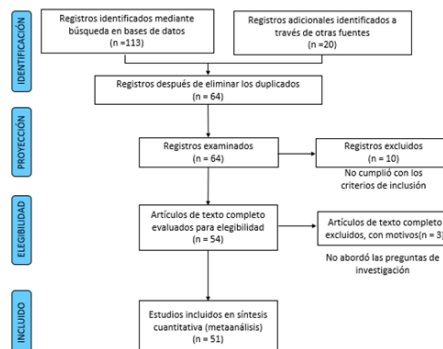 IDENTIFICACIÓN
Registros identificados mediante
búsqueda en bases de datos
(n =113)
Registros adicionales identificados a
través de otras fuentes
(n =20)
Registros después de eliminar los duplicados
(n = 64)
PROYECCIÓN
Registros examinados
(n = 64)
Registros excluidos
(n = 10)
No cumplió con los
criterios de inclusión
ELEGIBILIDAD
Artículos de texto completo
evaluados para elegibilidad
(n = 54)
Artículos de texto completo
excluidos, con motivos(n = 3)
No abordó las preguntas de
investigación
INCLUIDO
Estudios incluidos en síntesis
cuantitativa (metaanálisis)
(n = 51)